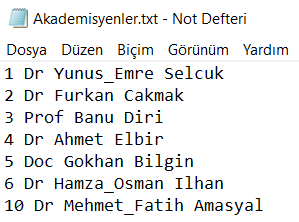 Akademisyenler.txt - Not Defteri
Dosya Düzen Biçim Görünüm Yardım
1 Dr Yunus_Emre Selcuk
2 Dr Furkan Cakmak
3 Prof Banu Diri
4 Dr Ahmet Elbir
5 Doc Gokhan Bilgin
6 Dr Hamza_Osman Ilhan
10 Dr Mehmet_Fatih Amasyal